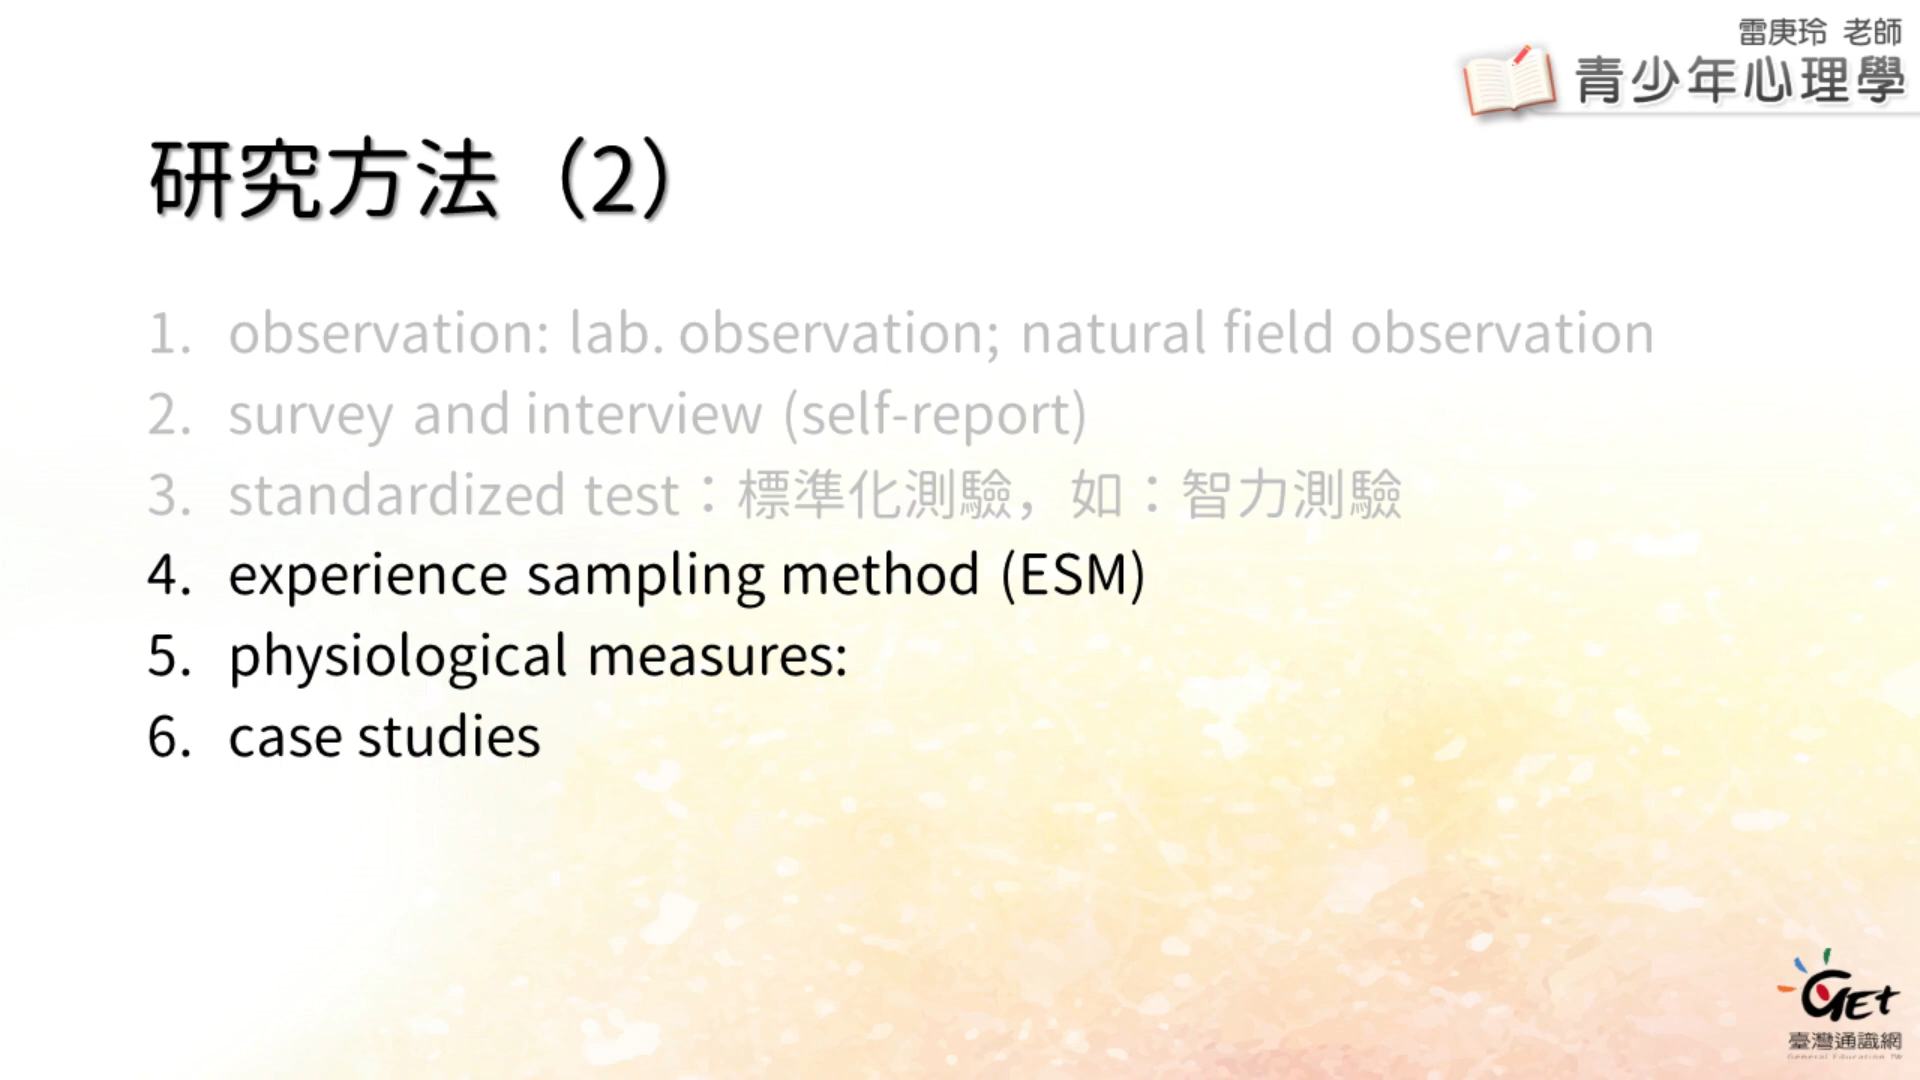 雷庚玲 老師
青少年心理學
研究方法（2）
1. observation: lab. observation; natural field observation
2. survey and interview (self-report)
3. standardized test：標準化測驗，如：智力測驗
4. experience sampling method (ESM)
5. physiological measures:
6. case studies
GET
臺灣通識網
General Education TW